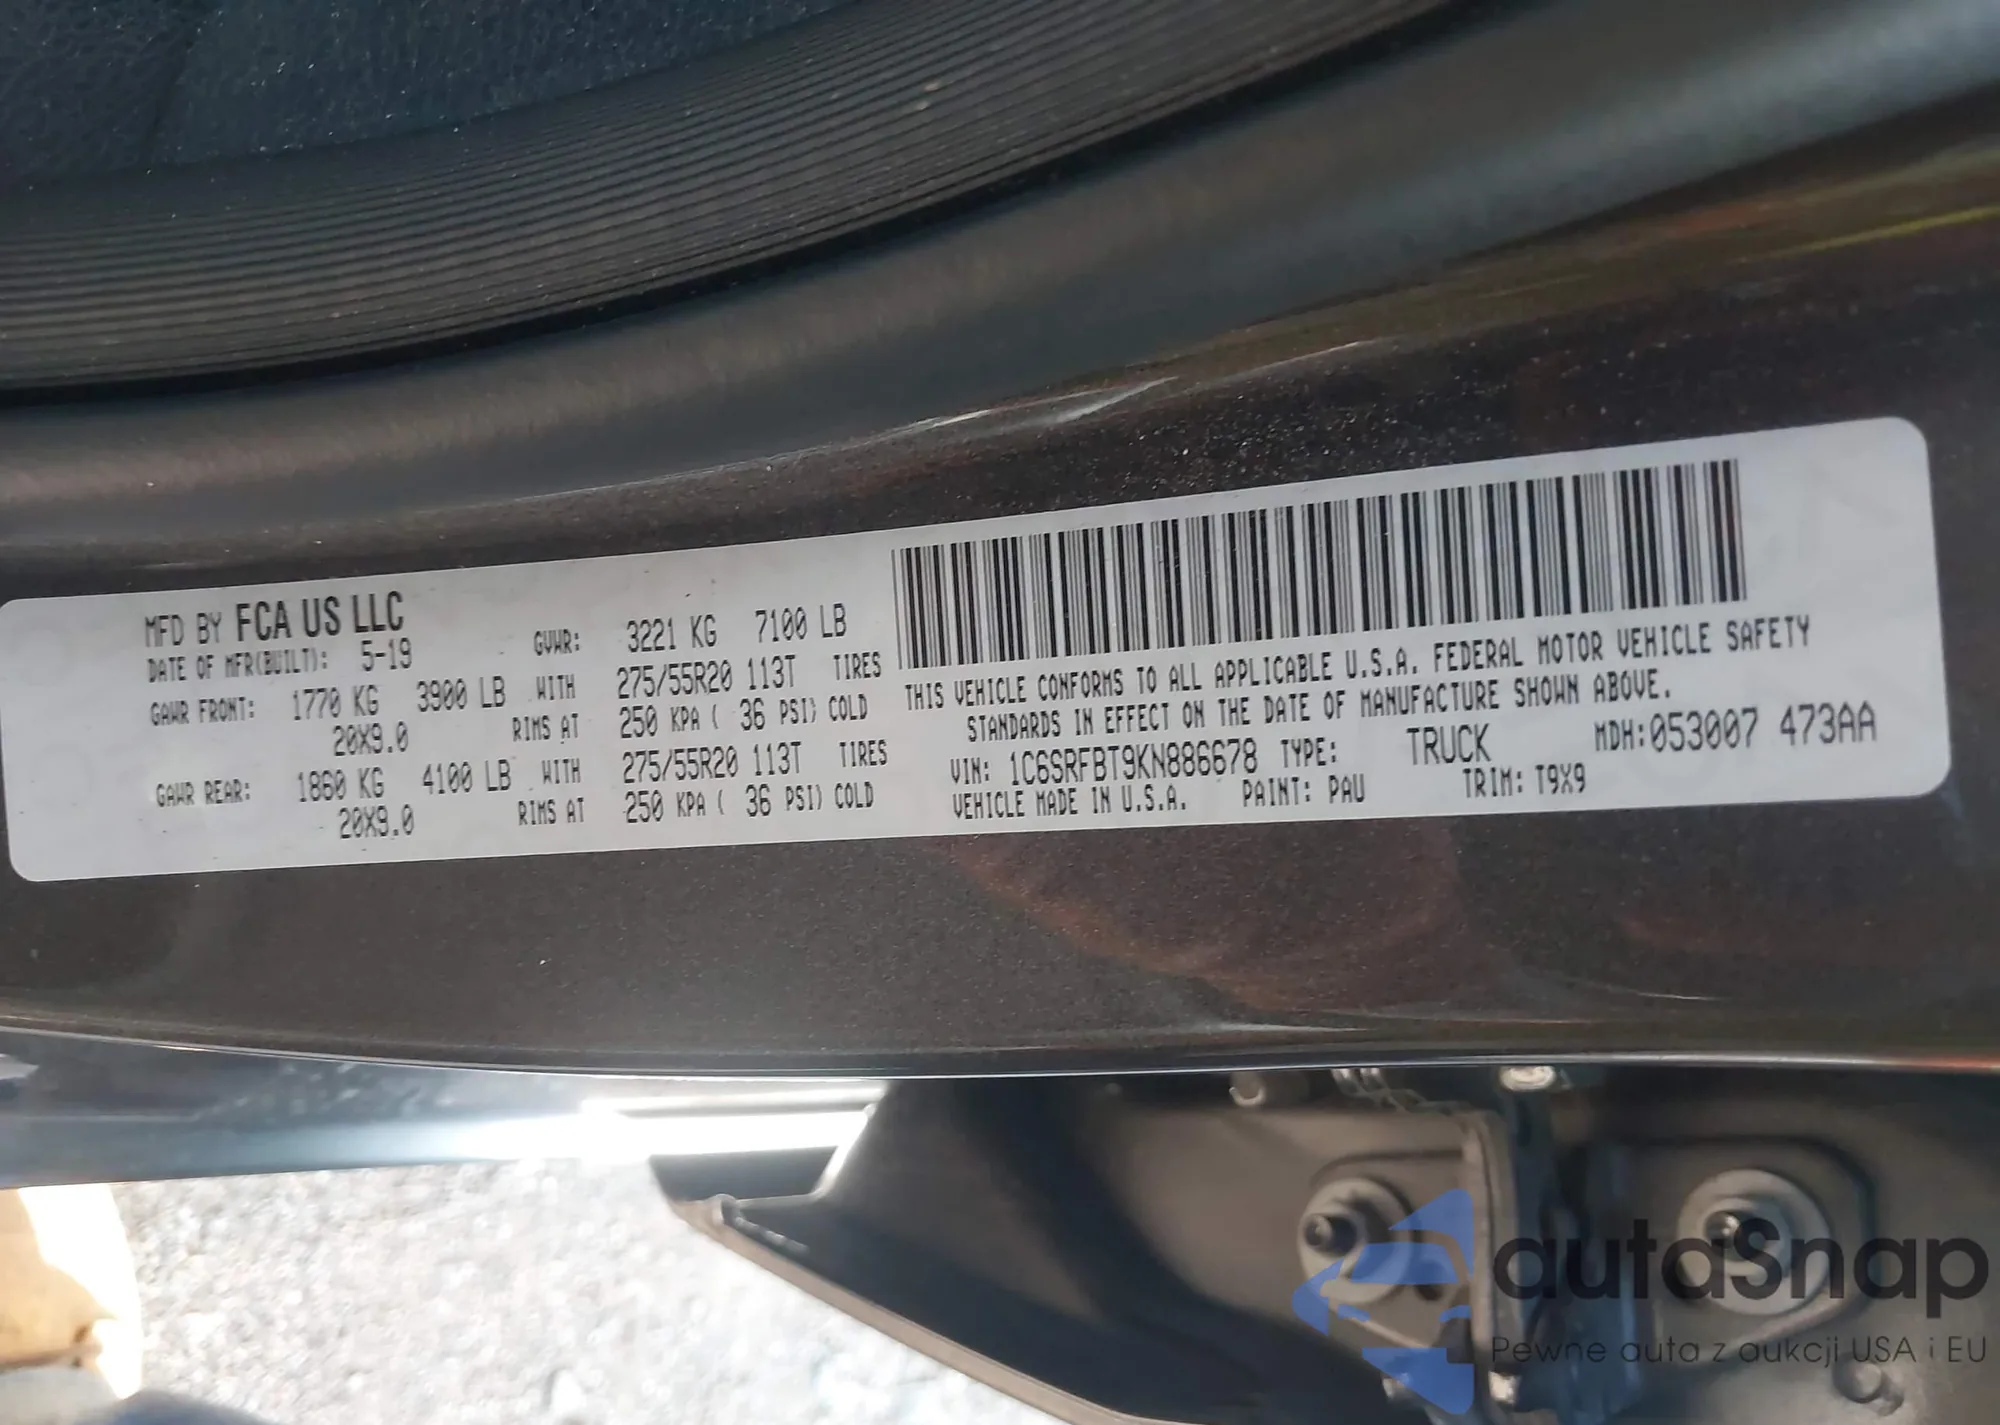 MFD BY FCA US LLC
DATE OF MFR(BUILT): 5-19 GVWR: 3221 KG 7100 LB
GAWR FRONT: 1770 KG 3900 LB WITH 275/55R20 113T TIRES
20X9.0 RIMS AT 250 KPA ( 36 PSI) COLD
GAWR REAR: 1860 KG 4100 LB WITH 275/55R20 113T TIRES
20X9.0 RIMS AT 250 KPA ( 36 PSI) COLD
THIS VEHICLE CONFORMS TO ALL APPLICABLE U.S.A. FEDERAL MOTOR VEHICLE SAFETY
STANDARDS IN EFFECT ON THE DATE OF MANUFACTURE SHOWN ABOVE.
VIN: 1C6SRFBT9KN886678 TYPE: TRUCK MDH:053007 473AA
VEHICLE MADE IN U.S.A. PAINT: PAU TRIM: T9X9
autaSnap
Pewne auta z aukcji USA i EU